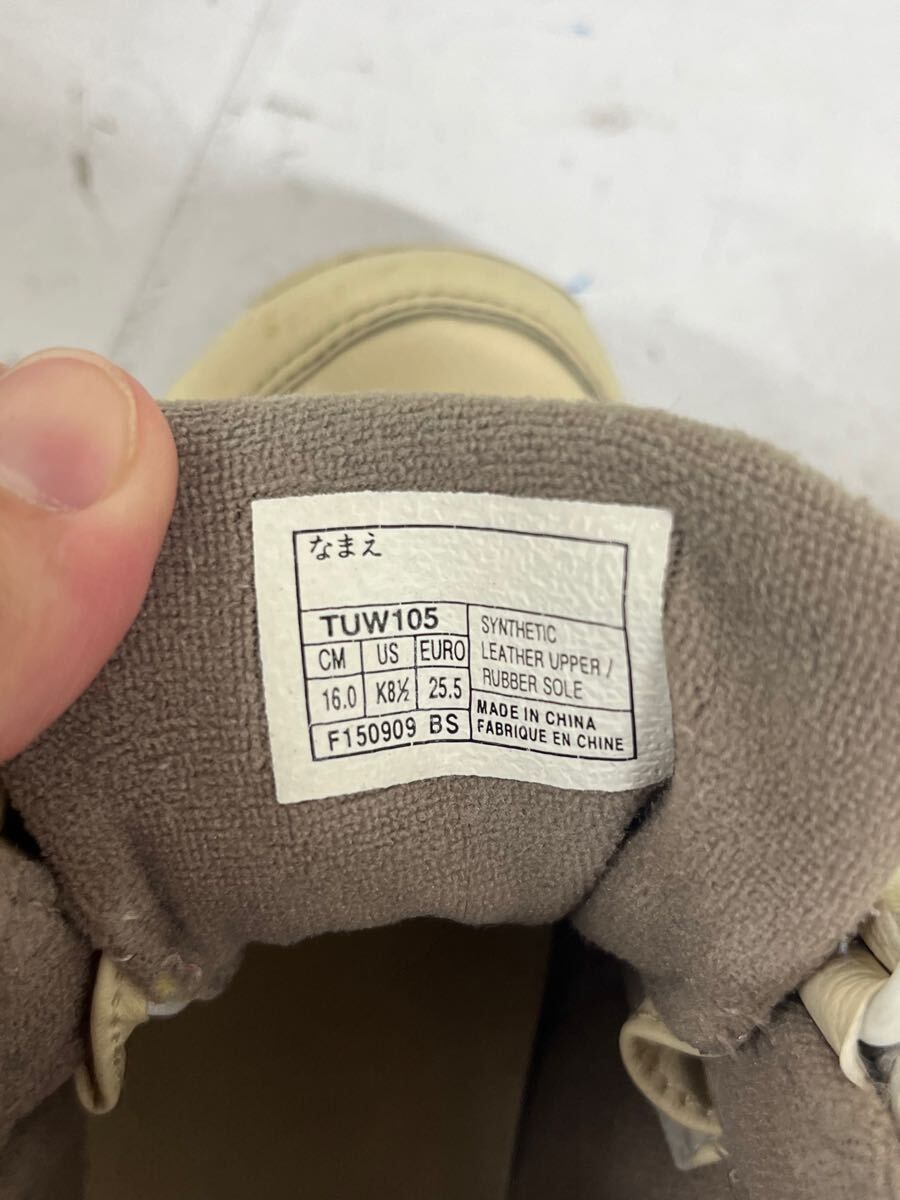 なまえ
TUW105
CM US EURO
16.0 K8½ 25.5
F150909 BS
SYNTHETIC
LEATHER UPPER /
RUBBER SOLE
MADE IN CHINA
FABRIQUE EN CHINE